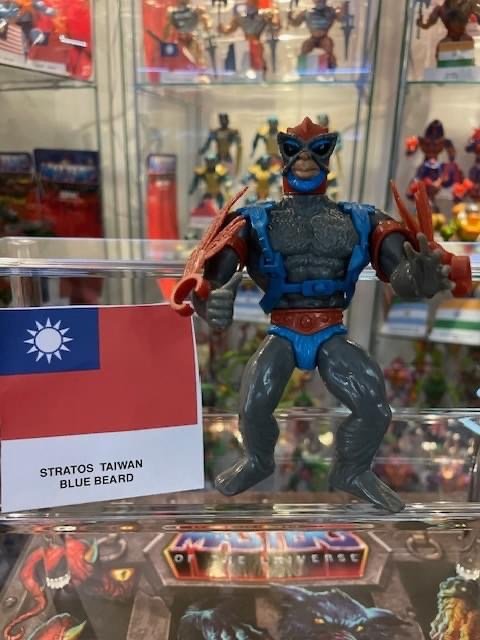 STRATOS TAIWAN
BLUE BEARD
MASTERS
OF THE UNIVERSE